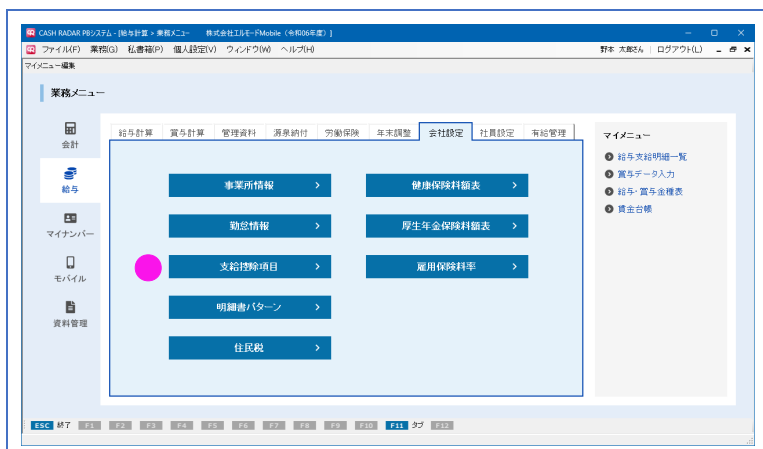 CASH RADAR PBシステム - [給与計算 > 業務メニュー 株式会社エルモードMobile（令和06年度）]
ファイル(F) 業務(G) 私書箱(P) 個人設定(V) ウィンドウ(W) ヘルプ(H) 野本 太郎さん ログアウト(L)
マイメニュー編集
業務メニュー
会計
給与
マイナンバー
モバイル
資料管理
給与計算 賞与計算 管理資料 源泉納付 労働保険 年末調整 会社設定 社員設定 有給管理
事業所情報
健康保険料額表
勤怠情報
厚生年金保険料額表
支給控除項目
雇用保険料率
明細書パターン
住民税
マイメニュー
給与支給明細一覧
賞与データ入力
給与・賞与金種表
賃金台帳
ESC 終了 F1 F2 F3 F4 F5 F6 F7 F8 F9 F10 F11 タブ F12